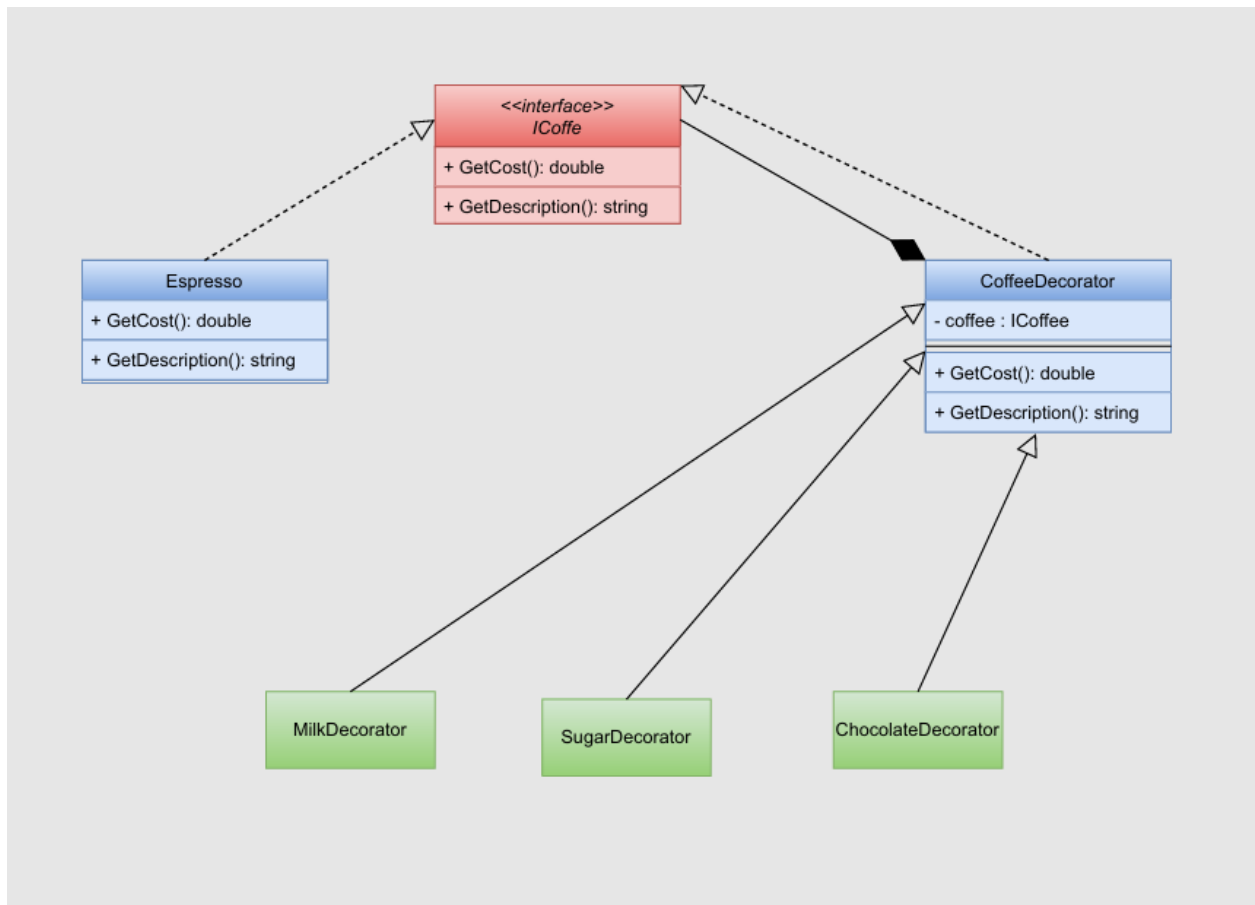 <<interface>>
ICoffe
+ GetCost(): double
+ GetDescription(): string
Espresso
+ GetCost(): double
+ GetDescription(): string
CoffeeDecorator
- coffee : ICoffee
+ GetCost(): double
+ GetDescription(): string
MilkDecorator
SugarDecorator
ChocolateDecorator